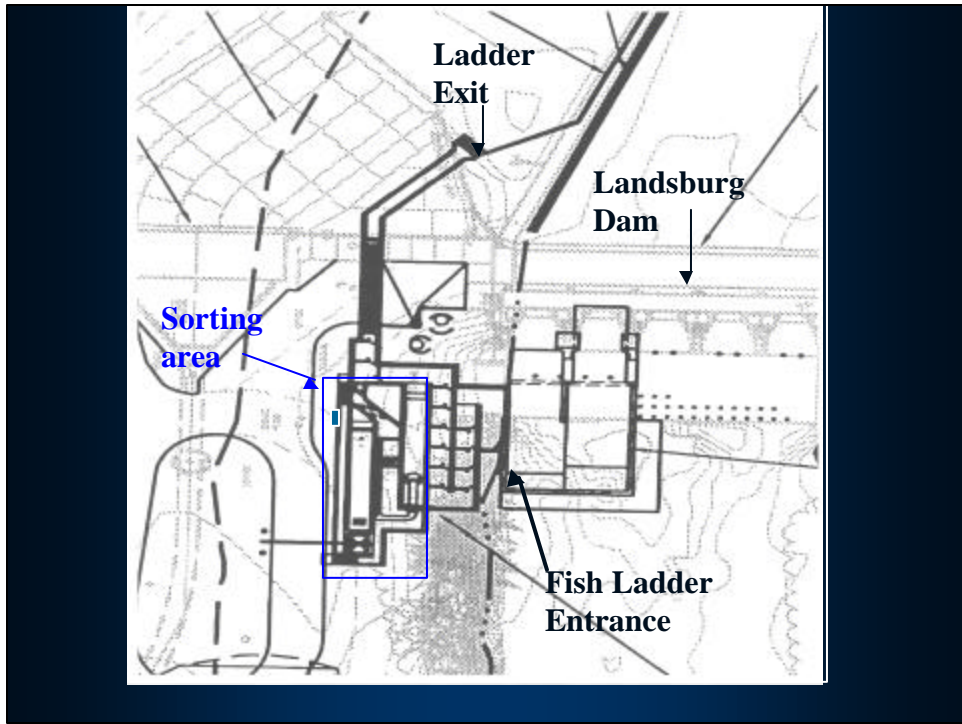 Ladder
Exit
Landsburg
Dam
Sorting
area
Fish Ladder
Entrance